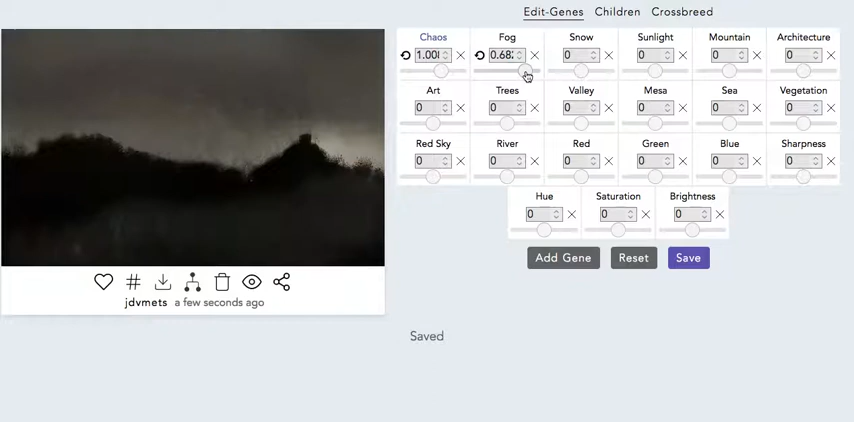 Edit-Genes Children Crossbreed
Chaos Fog Snow Sunlight Mountain Architecture
1.008 0.682 0 0 0 0
Art Trees Valley Mesa Sea Vegetation
0 0 0 0 0 0
Red Sky River Red Green Blue Sharpness
0 0 0 0 0 0
Hue Saturation Brightness
0 0 0
Add Gene Reset Save
jdvmets a few seconds ago
Saved